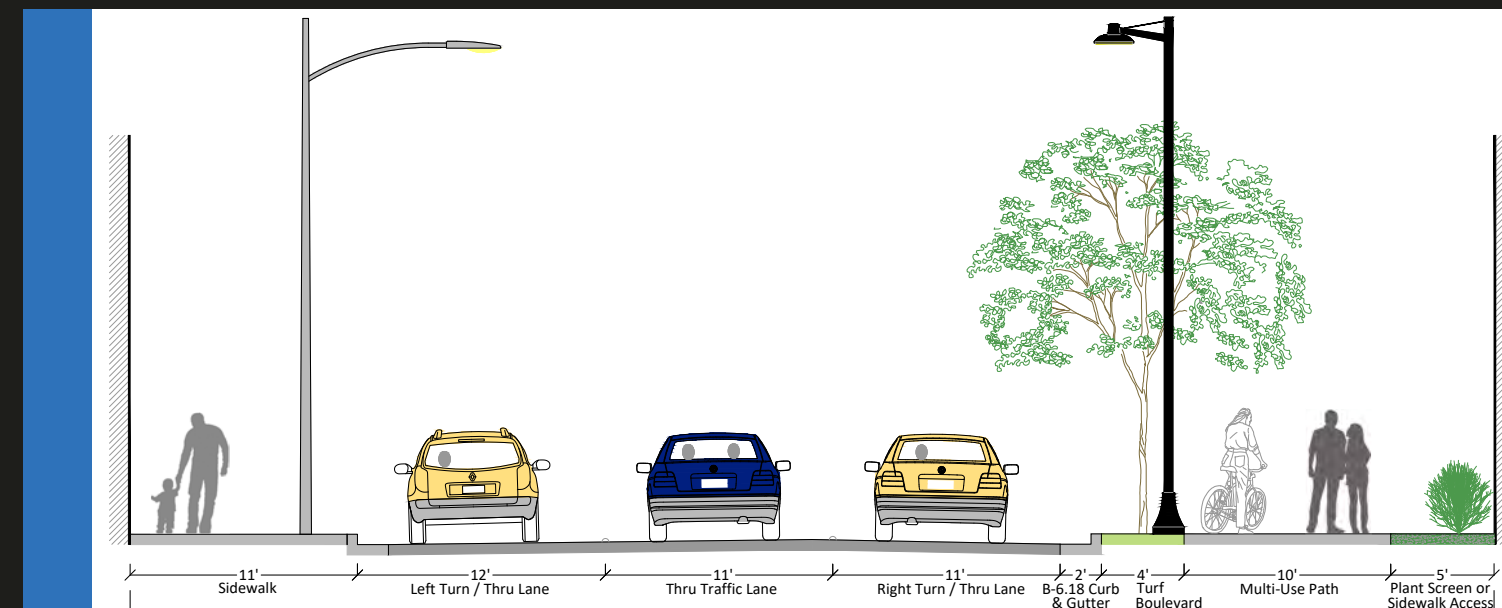 11' 12' 11' 11' 2' 4' 10' 5'
Sidewalk Left Turn / Thru Lane Thru Traffic Lane Right Turn / Thru Lane B-6.18 Curb Turf Multi-Use Path Plant Screen or
& Gutter Boulevard Sidewalk Access